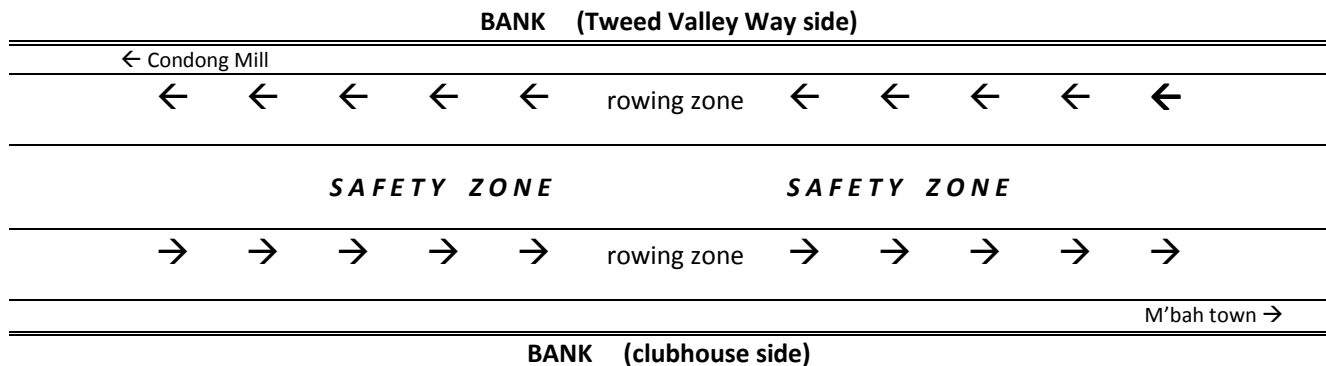 BANK (Tweed Valley Way side)
← Condong Mill
← ← ← ← ← rowing zone ← ← ← ← ←
SAFETY ZONE SAFETY ZONE
→ → → → → rowing zone → → → → →
M'bah town →
BANK (clubhouse side)